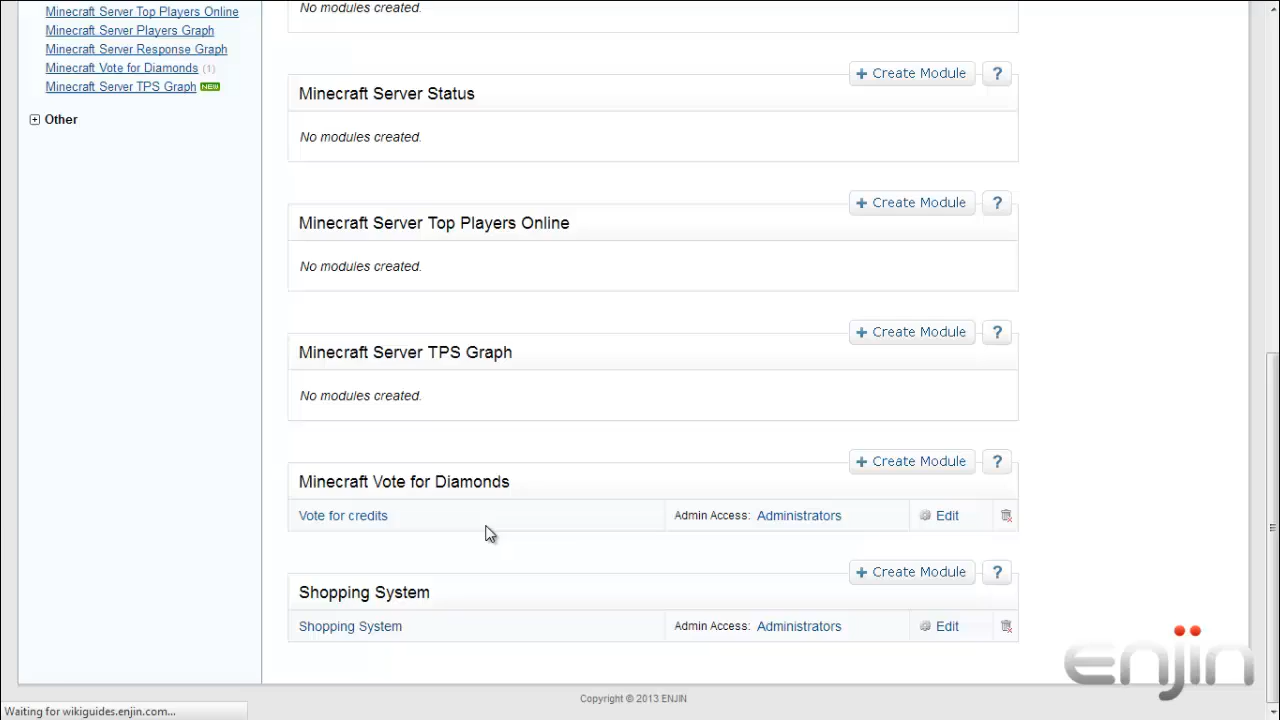 Minecraft Server Top Players Online
Minecraft Server Players Graph
Minecraft Server Response Graph
Minecraft Vote for Diamonds (1)
Minecraft Server TPS Graph NEW
Other
No modules created.
+ Create Module ?
Minecraft Server Status
No modules created.
+ Create Module ?
Minecraft Server Top Players Online
No modules created.
+ Create Module ?
Minecraft Server TPS Graph
No modules created.
+ Create Module ?
Minecraft Vote for Diamonds
Vote for credits Admin Access: Administrators Edit
+ Create Module ?
Shopping System
Shopping System Admin Access: Administrators Edit
enjin
Copyright © 2013 ENJIN
Waiting for wikiguides.enjin.com...